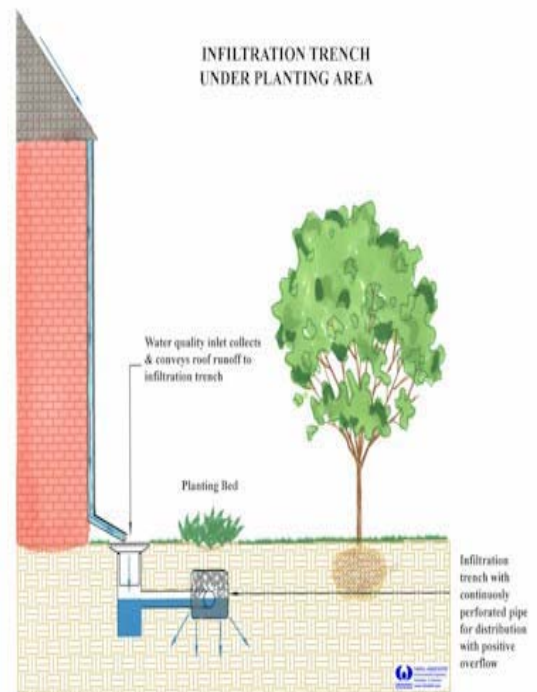 INFILTRATION TRENCH
UNDER PLANTING AREA
Water quality inlet collects
& conveys roof runoff to
infiltration trench
Planting Bed
Infiltration
trench with
continuosly
perforated pipe
for distribution
with positive
overflow